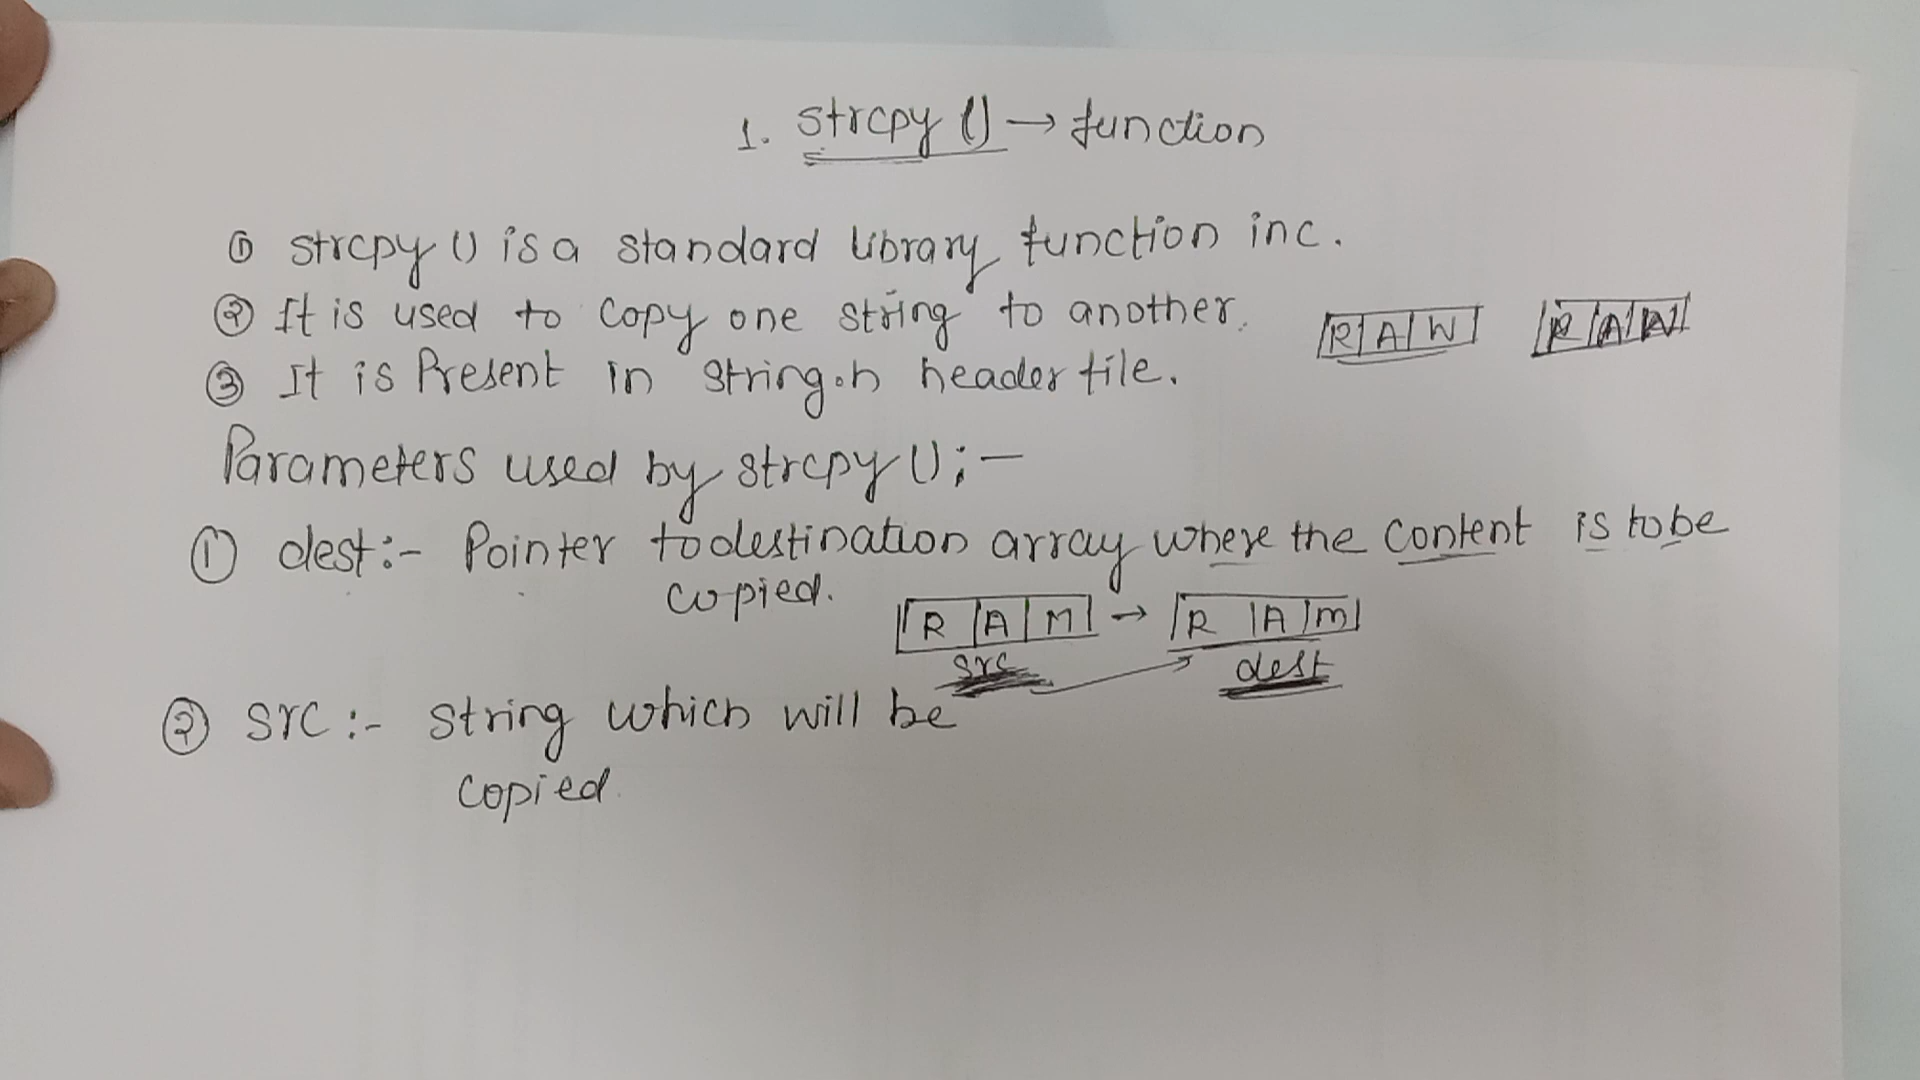 1. strcpy () → function
① strcpy () is a standard library function inc.
② It is used to copy one string to another.
R A W R A W
③ It is Present in string.h header file.
Parameters used by strcpy () ; -
① dest :- Pointer to destination array where the content is to be
copied.
R A M → R A M
src dest
② src :- string which will be
copied